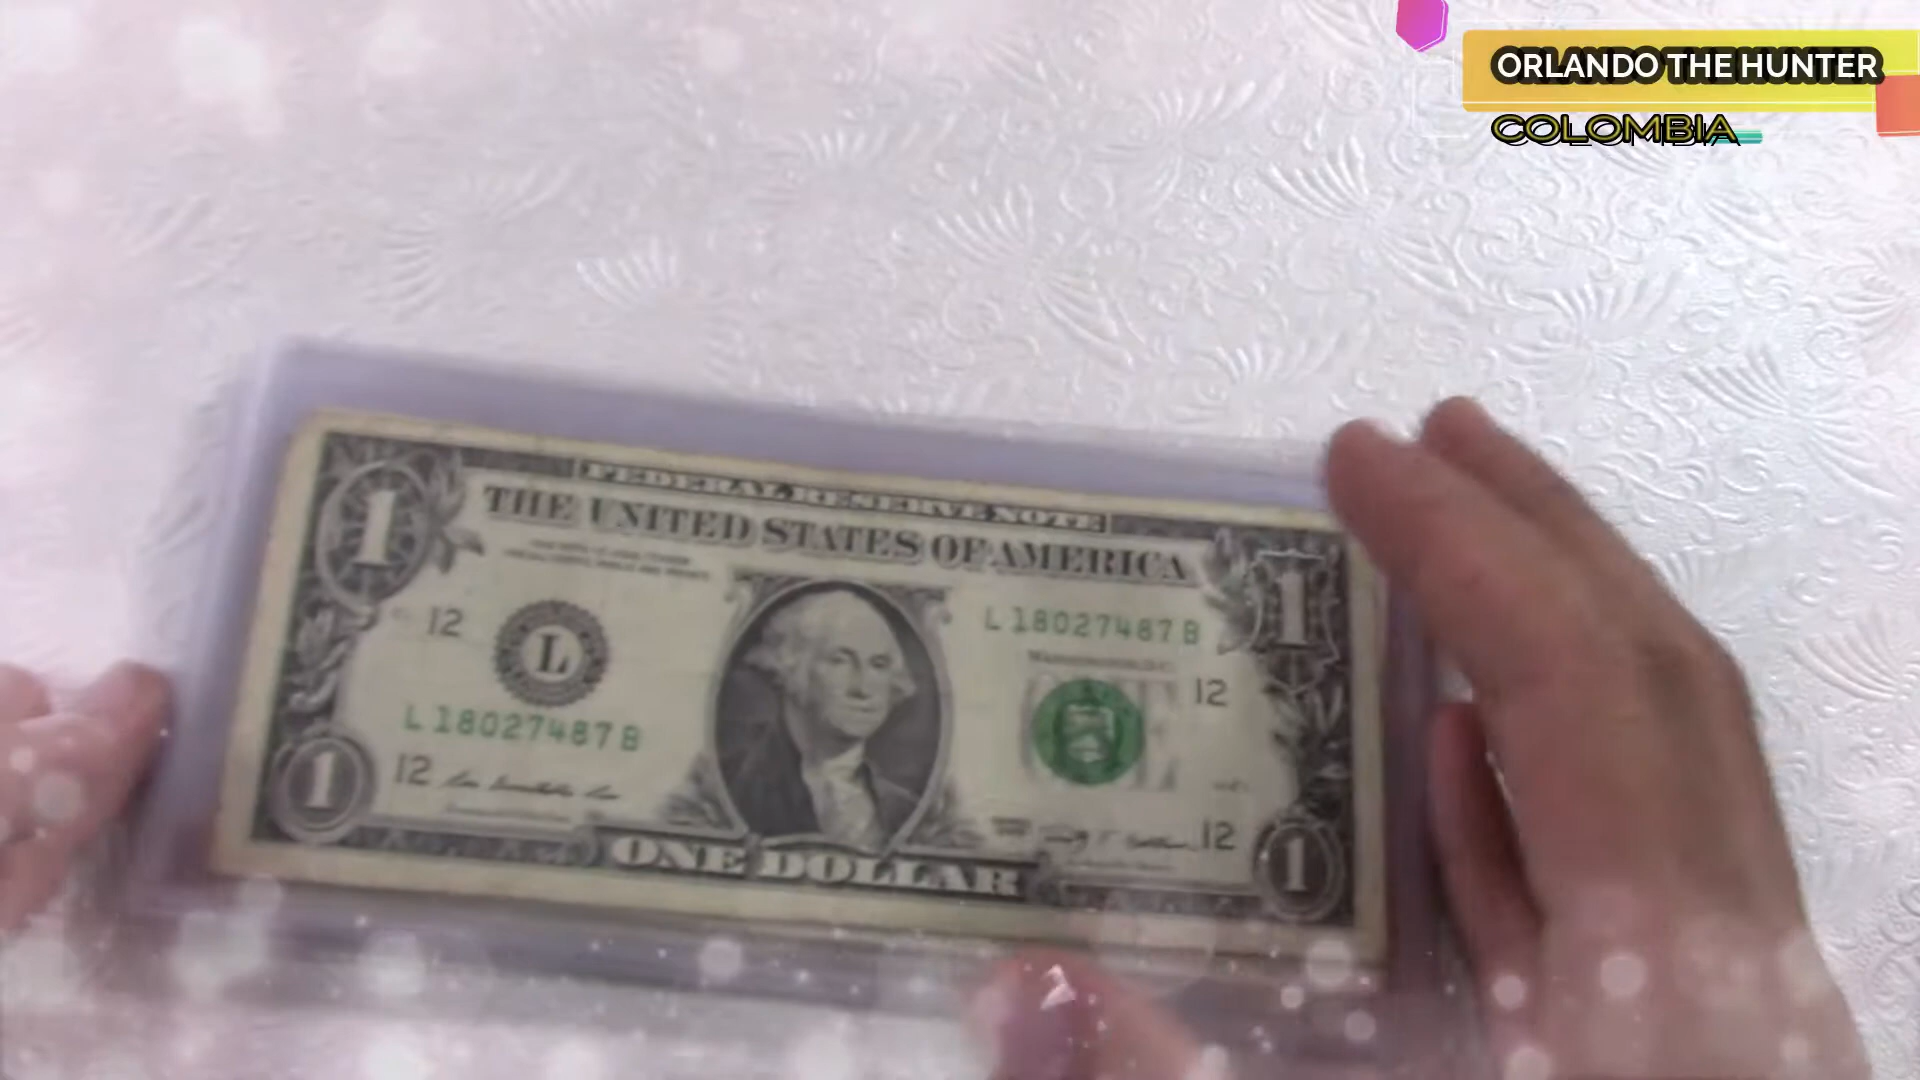 ORLANDO THE HUNTER
COLOMBIA
FEDERAL RESERVE NOTE
THE UNITED STATES OF AMERICA
1
1
12
L
L 18027487 B
L 18027487 B
12
12
12
1
1
ONE DOLLAR